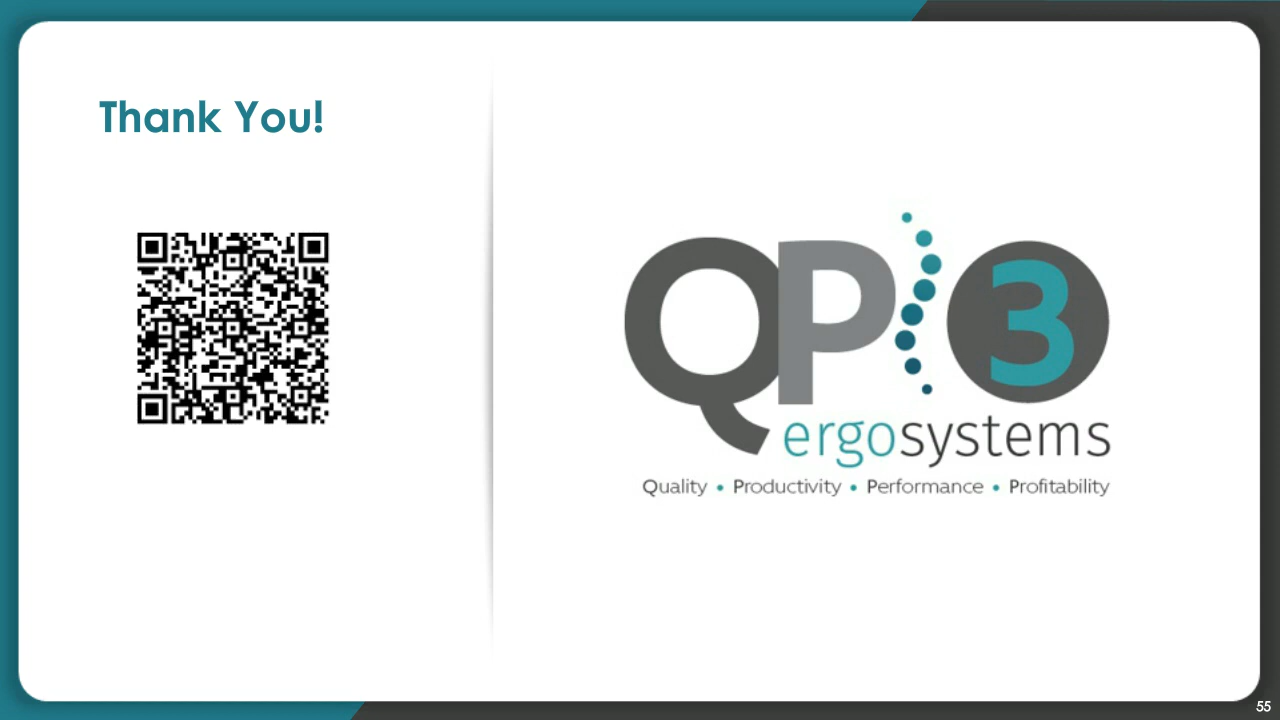 Thank You!
QP3
ergosystems
Quality • Productivity • Performance • Profitability
55